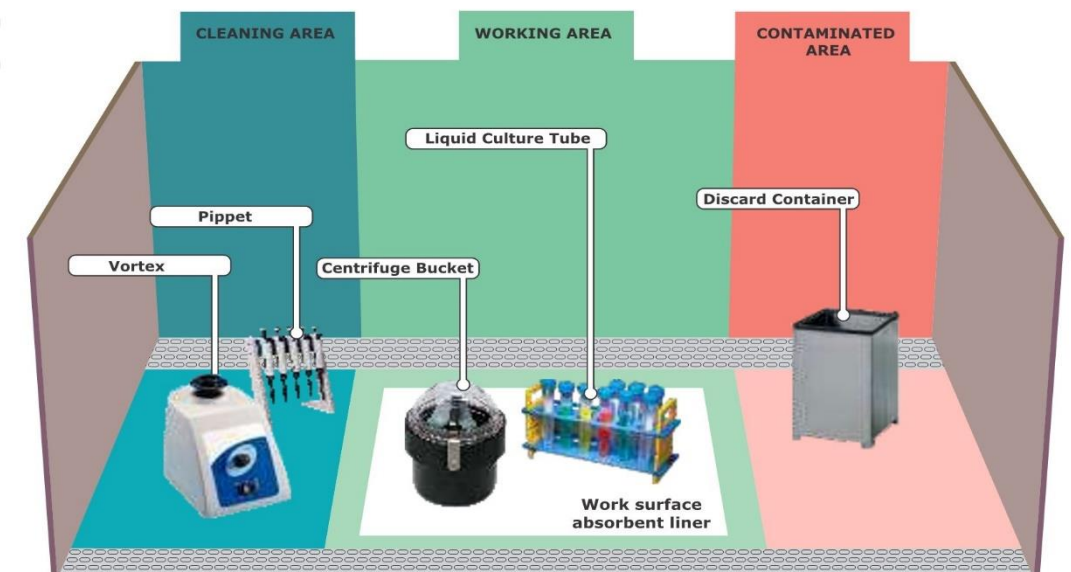 CLEANING AREA
WORKING AREA
CONTAMINATED
AREA
Liquid Culture Tube
Discard Container
Pippet
Centrifuge Bucket
Vortex
Work surface
absorbent liner